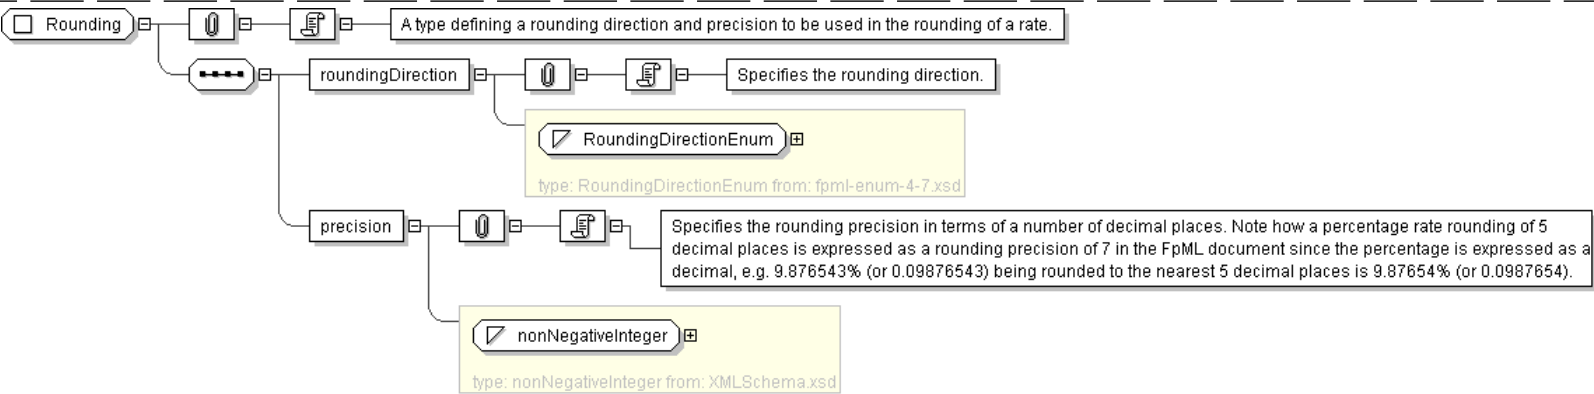 Rounding
A type defining a rounding direction and precision to be used in the rounding of a rate.
roundingDirection
Specifies the rounding direction.
RoundingDirectionEnum
type: RoundingDirectionEnum from: fpml-enum-4-7.xsd
precision
Specifies the rounding precision in terms of a number of decimal places. Note how a percentage rate rounding of 5
decimal places is expressed as a rounding precision of 7 in the FpML document since the percentage is expressed as a
decimal, e.g. 9.876543% (or 0.09876543) being rounded to the nearest 5 decimal places is 9.87654% (or 0.0987654).
nonNegativeInteger
type: nonNegativeInteger from: XMLSchema.xsd